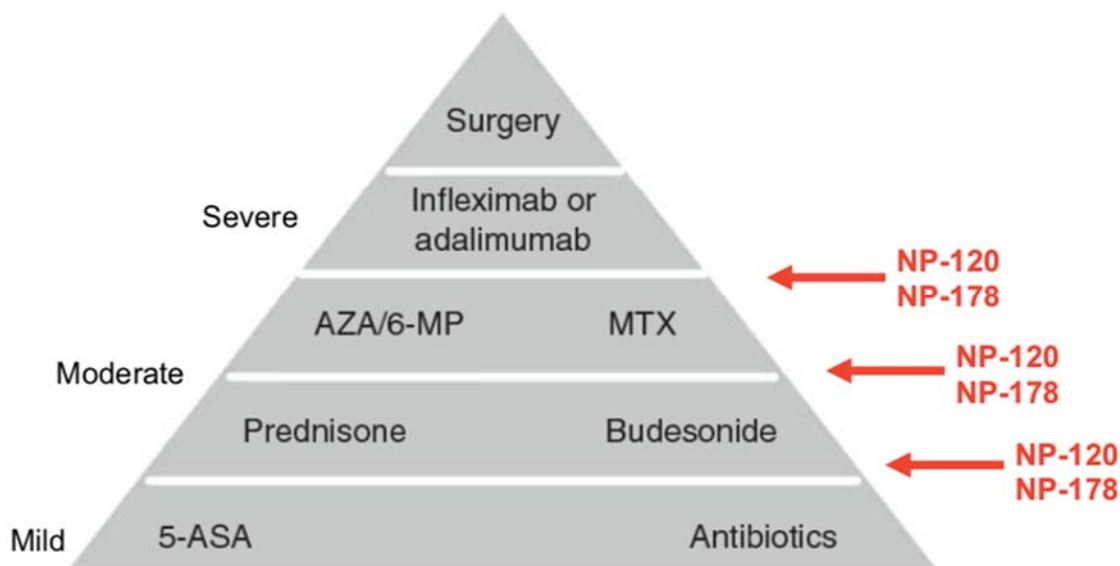 Surgery
Severe
Infleximab or
adalimumab
NP-120
NP-178
AZA/6-MP
MTX
Moderate
NP-120
NP-178
Prednisone
Budesonide
NP-120
NP-178
Mild
5-ASA
Antibiotics